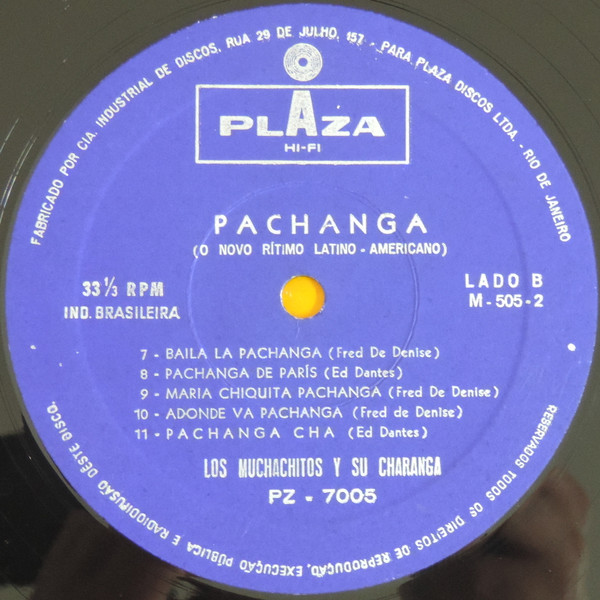 FABRICADO POR CIA. INDUSTRIAL DE DISCOS, RUA 29 DE JULHO, 157 - PARA PLAZA DISCOS LTDA. - RIO DE JANEIRO
PLAZA
HI-FI
PACHANGA
(O NOVO RÍTIMO LATINO - AMERICANO)
33 1/3 RPM
IND. BRASILEIRA
LADO B
M - 505 - 2
7 - BAILA LA PACHANGA (Fred De Denise)
8 - PACHANGA DE PARÍS (Ed Dantes)
9 - MARIA CHIQUITA PACHANGA (Fred De Denise)
10 - ADONDE VA PACHANGA (Fred de Denise)
11 - PACHANGA CHA (Ed Dantes)
LOS MUCHACHITOS Y SU CHARANGA
PZ - 7005
RESERVADOS TODOS OS DIREITOS DE REPRODUÇÃO, EXECUÇÃO PÚBLICA E RADIODIFUSÃO DESTE DISCO.